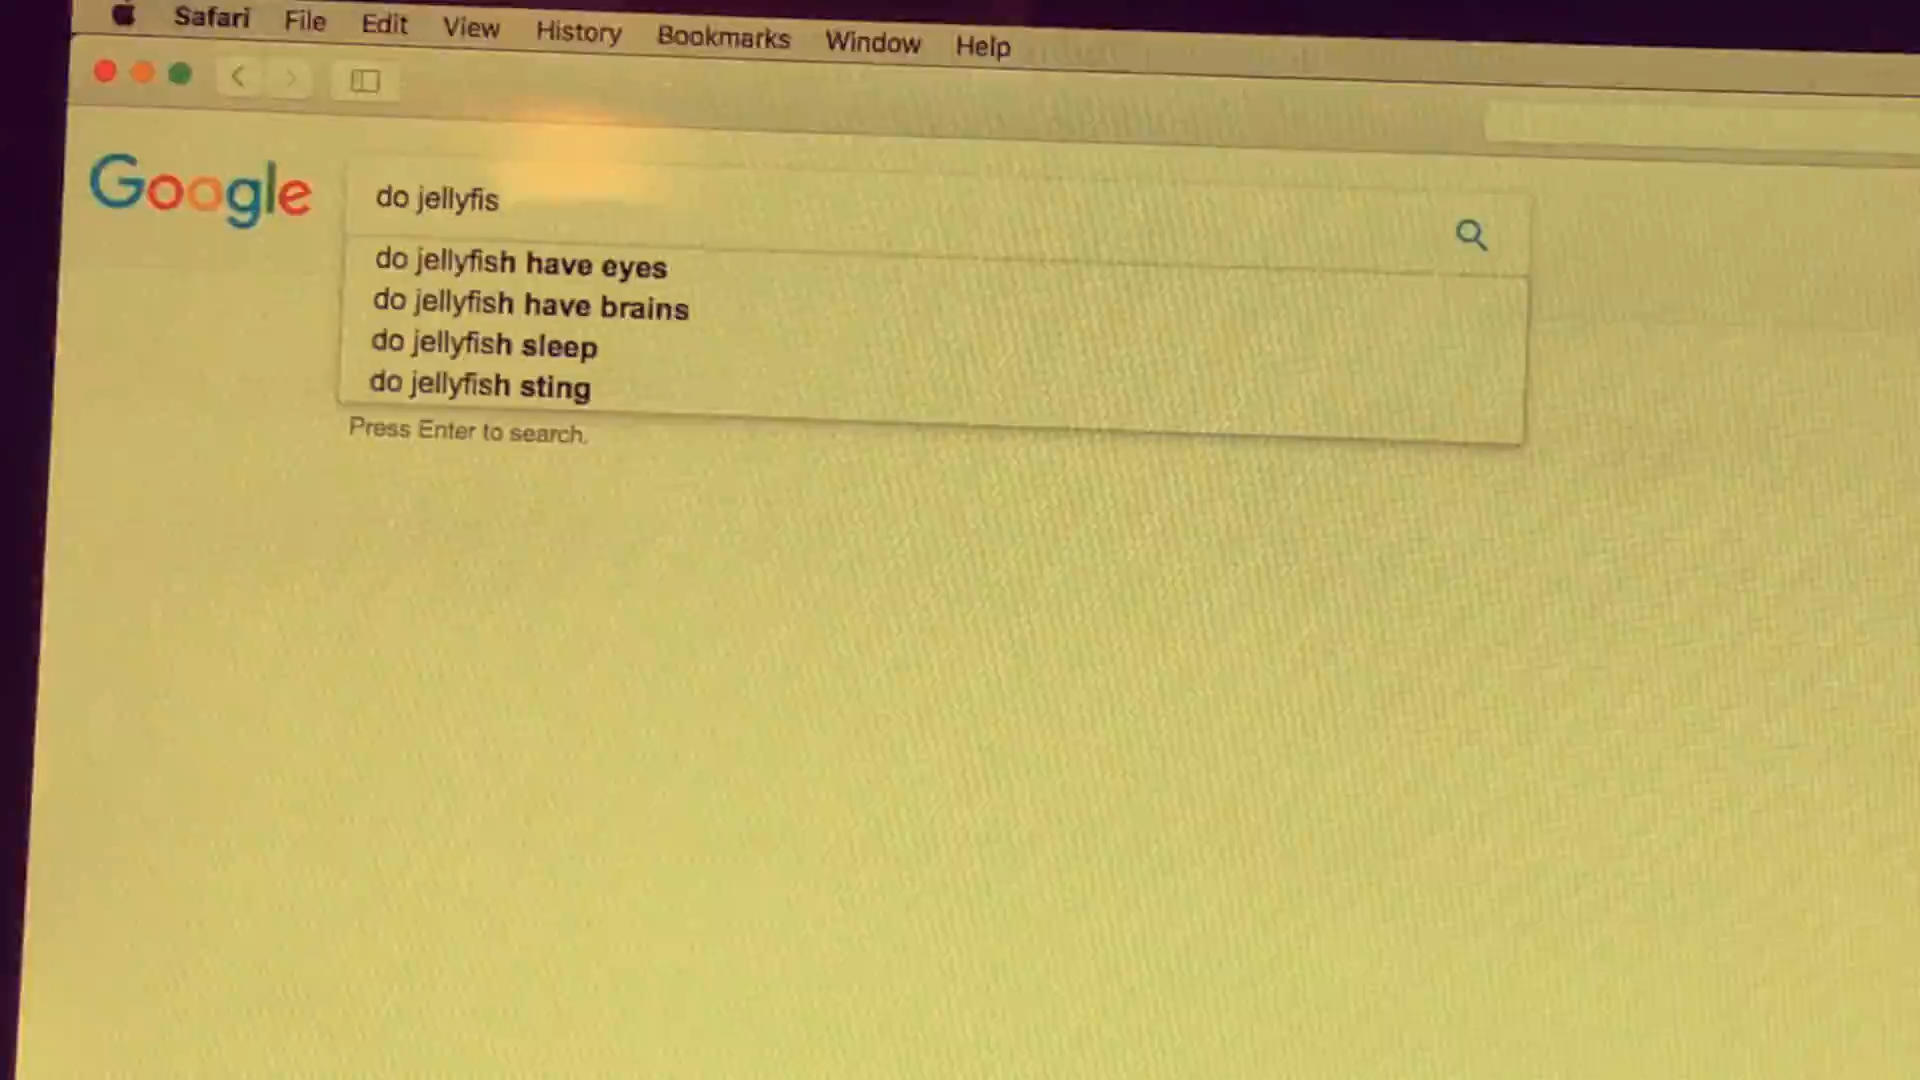 Safari File Edit View History Bookmarks Window Help
Google
do jellyfis
do jellyfish have eyes
do jellyfish have brains
do jellyfish sleep
do jellyfish sting
Press Enter to search.